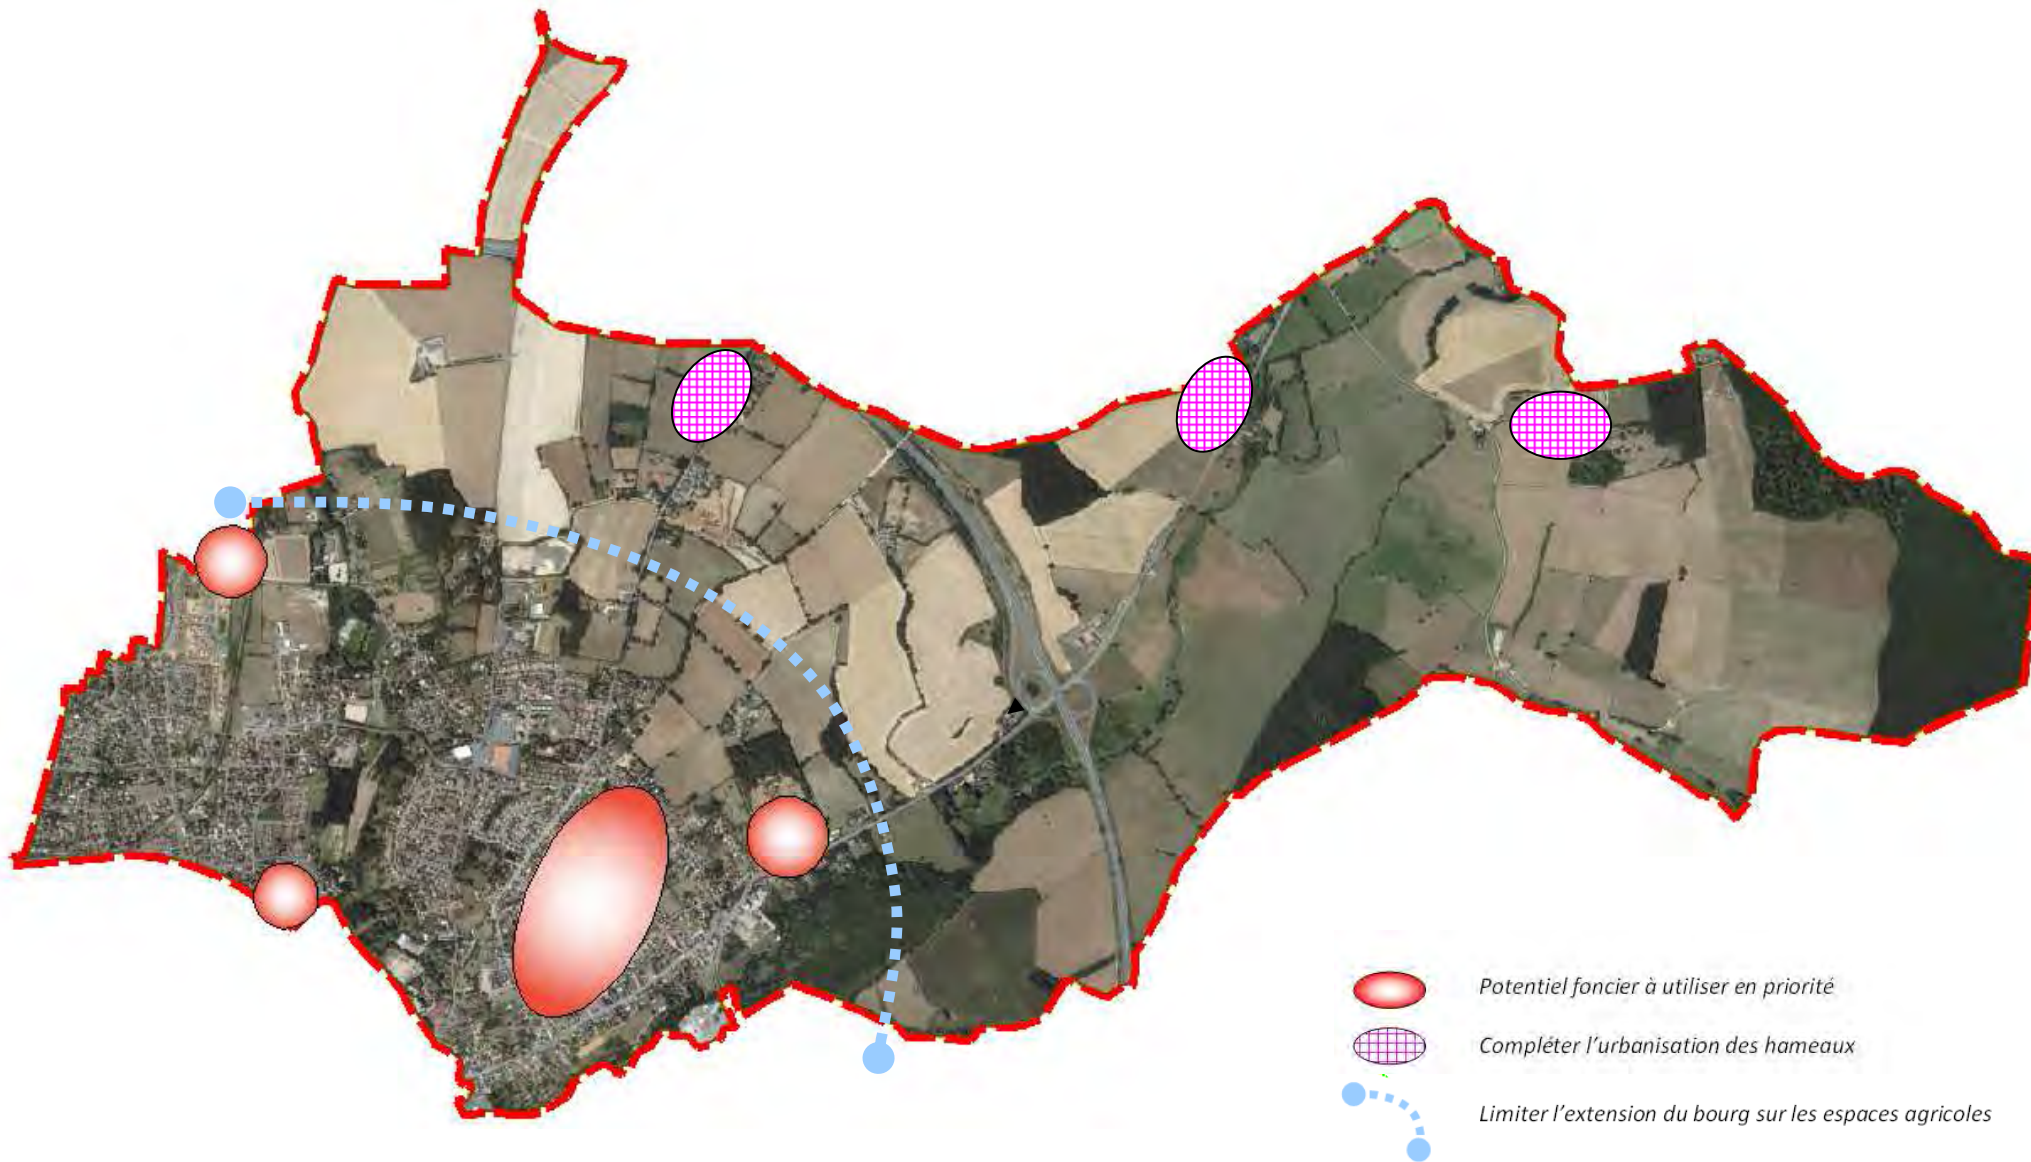 Potentiel foncier à utiliser en priorité
Compléter l'urbanisation des hameaux
Limiter l'extension du bourg sur les espaces agricoles